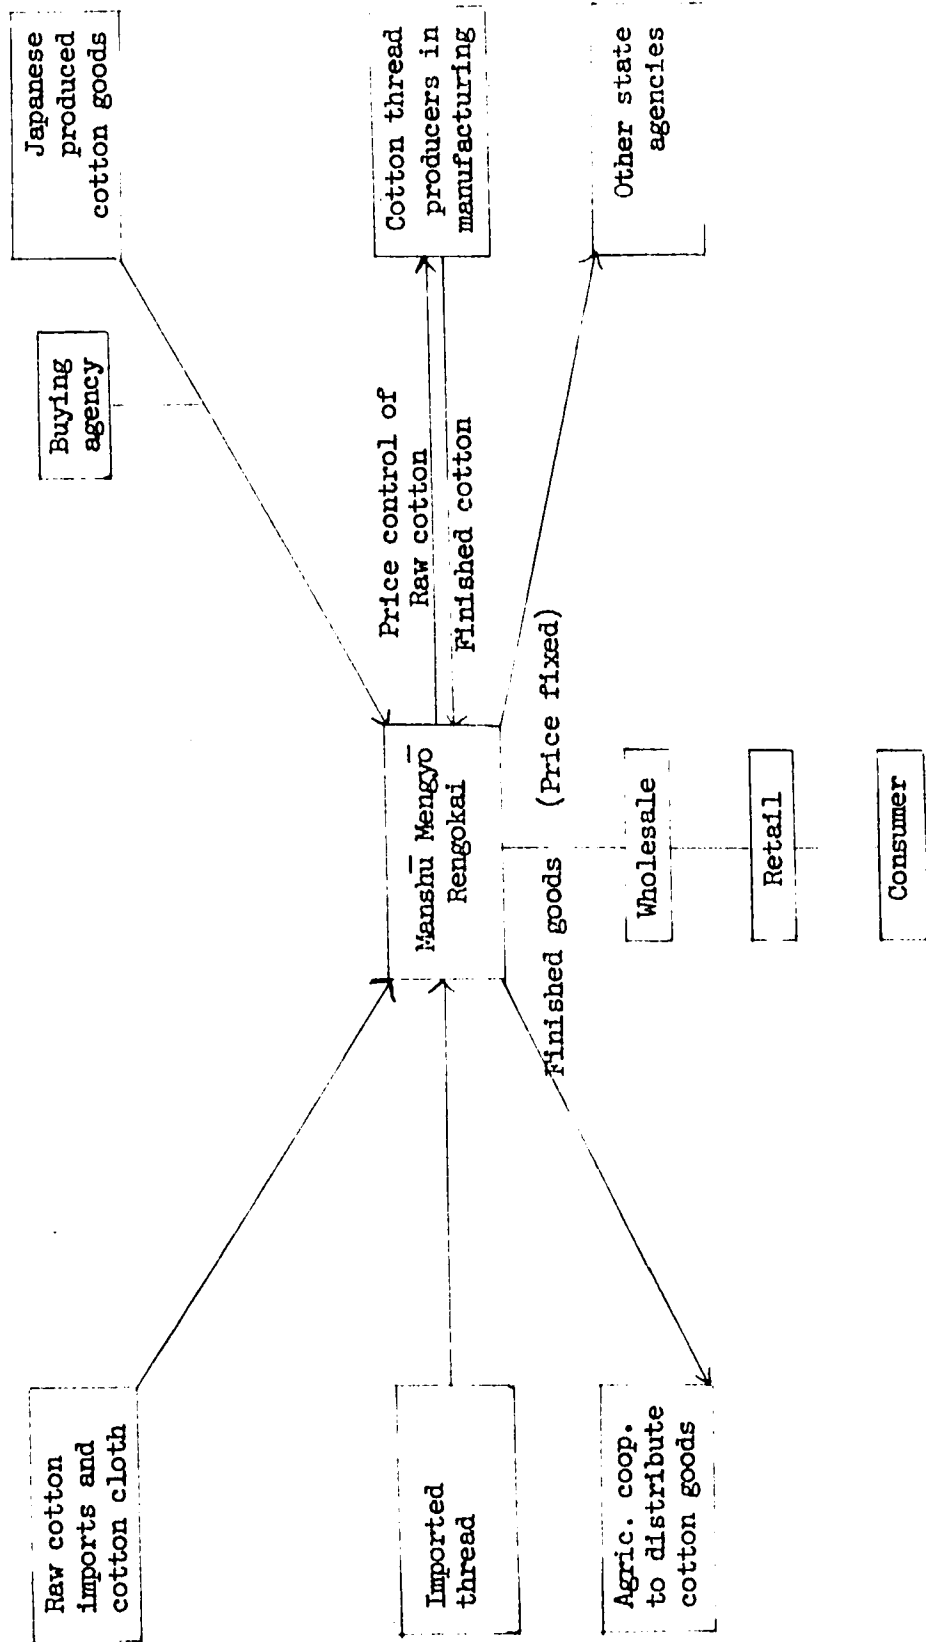 Raw cotton
imports and
cotton cloth
Buying
agency
Japanese
produced
cotton goods
Imported
thread
Manshū Mengyō
Rengokai
Price control of
Raw cotton
Finished cotton
Cotton thread
producers in
manufacturing
Agric. coop.
to distribute
cotton goods
Finished goods (Price fixed)
Other state
agencies
Wholesale
Retail
Consumer